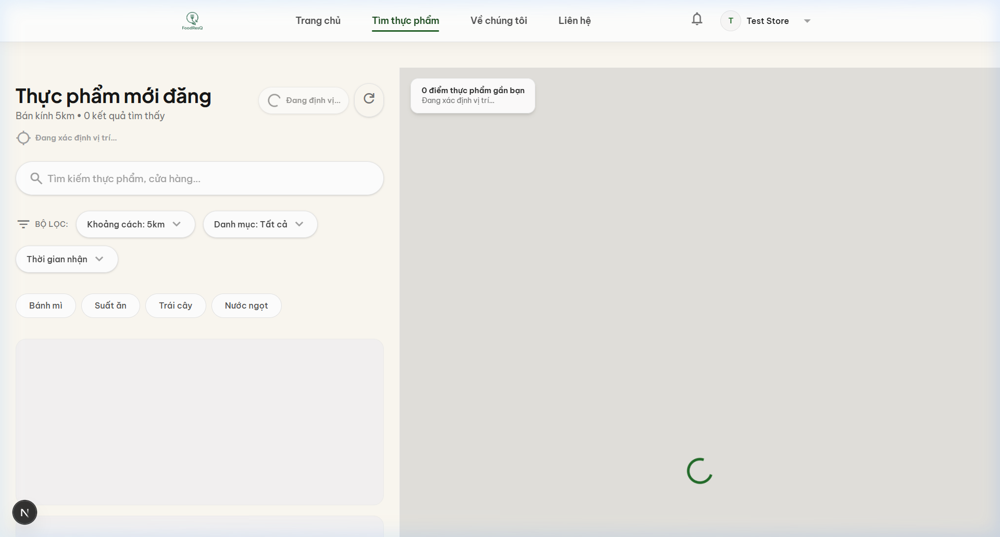 FoodResQ
Trang chủ
Tìm thực phẩm
Về chúng tôi
Liên hệ
T
Test Store
Thực phẩm mới đăng
Đang định vị...
Bán kính 5km • 0 kết quả tìm thấy
Đang xác định vị trí...
Tìm kiếm thực phẩm, cửa hàng...
BỘ LỌC:
Khoảng cách: 5km
Danh mục: Tất cả
Thời gian nhận
Bánh mì
Suất ăn
Trái cây
Nước ngọt
0 điểm thực phẩm gần bạn
Đang xác định vị trí...
N